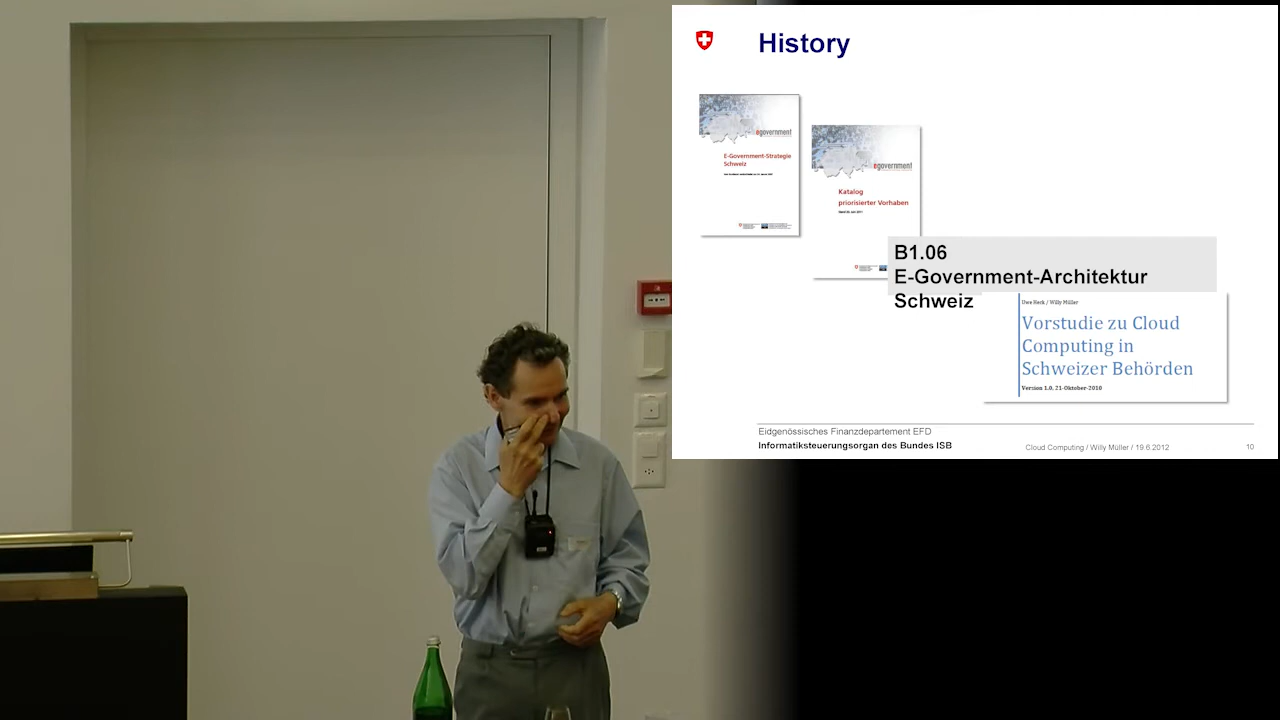 History
egovernment
E-Government-Strategie
Schweiz
egovernment
Katalog
priorisierter Vorhaben
B1.06
E-Government-Architektur
Schweiz
Uwe Heck / Willy Müller
Vorstudie zu Cloud
Computing in
Schweizer Behörden
Version 1.0, 21-Oktober-2010
Eidgenössisches Finanzdepartement EFD
Informatiksteuerungsorgan des Bundes ISB
Cloud Computing / Willy Müller / 19.6.2012
10